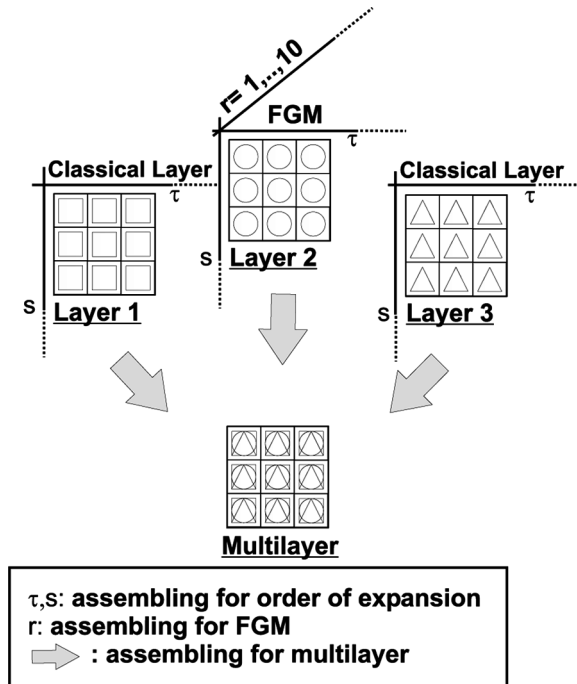 r= 1,..,10
FGM
τ
s
Layer 2
Classical Layer
τ
s
Layer 1
Classical Layer
τ
s
Layer 3
Multilayer
τ,s: assembling for order of expansion
r: assembling for FGM
: assembling for multilayer